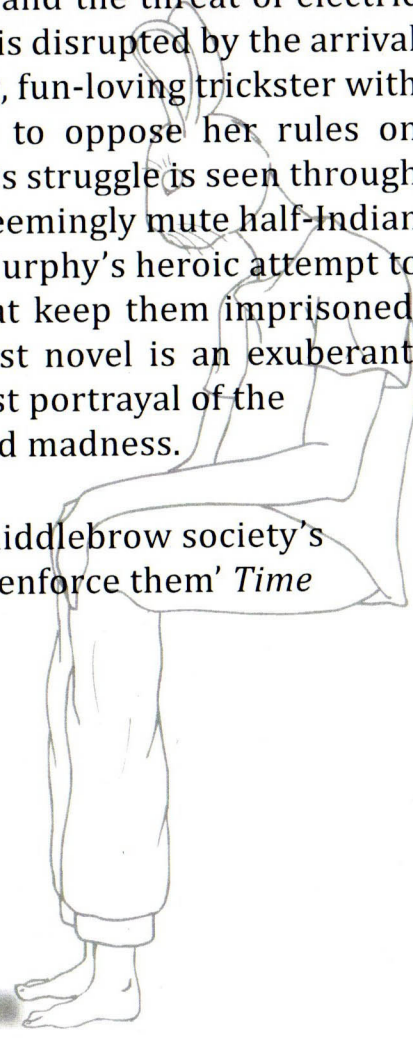 and the threat of electric
is disrupted by the arrival
, fun-loving trickster with
to oppose her rules on
s struggle is seen through
eemingly mute half-Indian
urphy's heroic attempt to
at keep them imprisoned
st novel is an exuberant
st portrayal of the
d madness.
iddlebrow society's
enforce them' Time